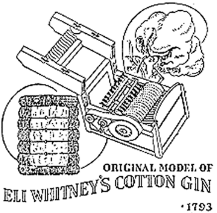 ORIGINAL MODEL OF
ELI WHITNEY'S COTTON GIN
• 1793